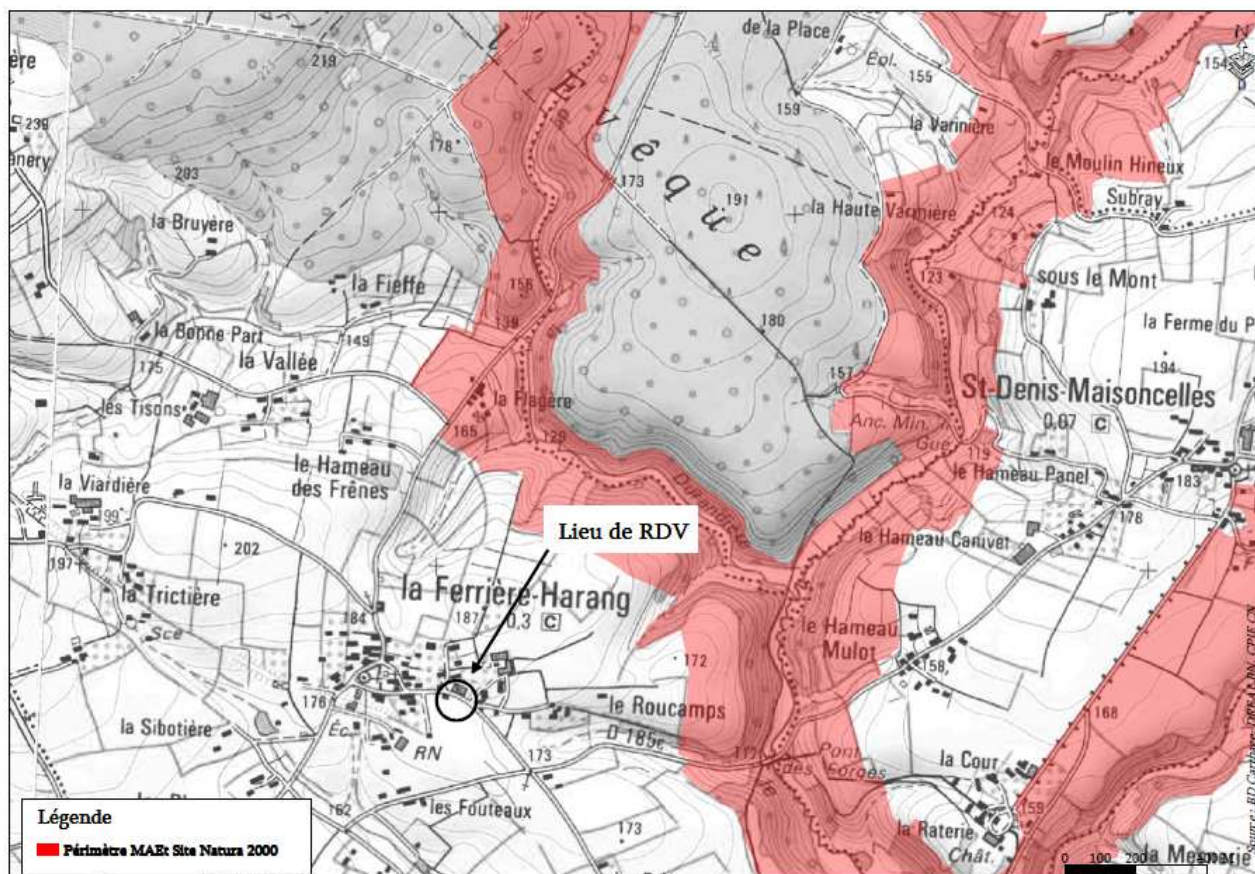 de la Place
Eol.
155
154
219
159
ère
239
178
203
la Varinière
l'Evêque
le Moulin Hineux
173
191
la Haute Varinière
124
Subray
la Bruyère
la Fieffe
123
sous le Mont
156
139
180
la Ferme du P
la Bonne Part
149
175
la Vallée
157
194
les Tisons
la Flagère
St-Denis-Maisoncelles
165
129
Anc. Min.
Gué
0,67 C
119
le Hameau
des Frênes
le Hameau Panel
la Viardière
183
99
178
Lieu de RDV
202
le Hameau Canivet
197
la Trictière
la Ferrière-Harang
Sce
184
187
0,3 C
le Hameau
Mulot
172
158
176
le Roucamps
la Sibotière
Éc.
D 185c
168
RN
173
Pont
des Forges
la Cour
162
les Fouteaux
159
173
la Raterie
Chât.
Légende
Périmètre MAEt Site Natura 2000
0 100 200
N